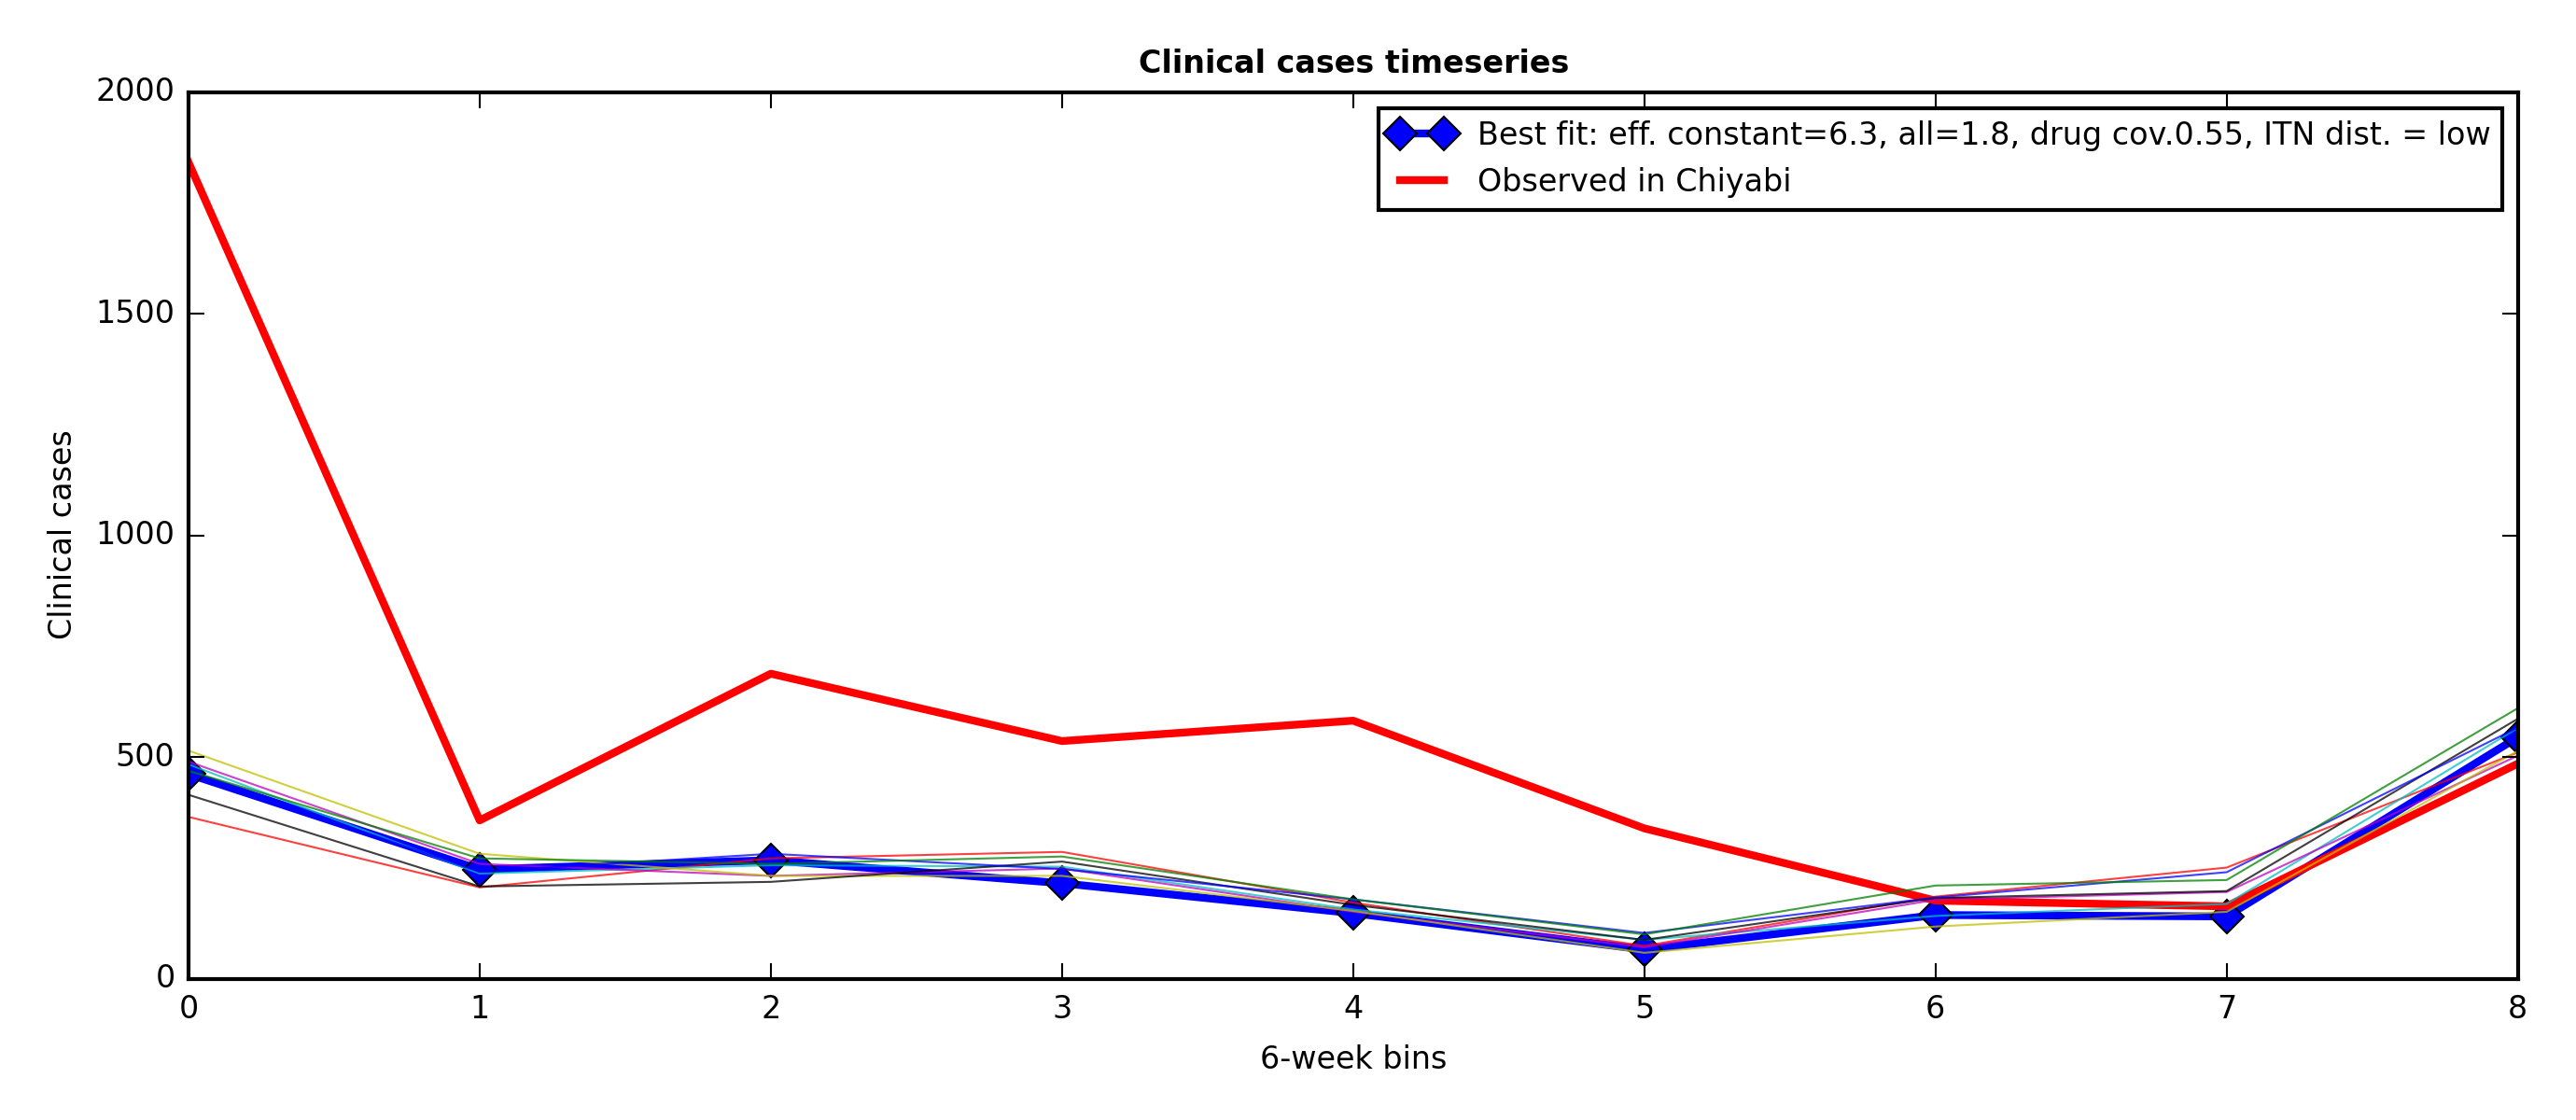 Clinical cases timeseries
2000
1500
1000
500
0
Clinical cases
Best fit: eff. constant=6.3, all=1.8, drug cov.0.55, ITN dist. = low
Observed in Chiyabi
0 1 2 3 4 5 6 7 8
6-week bins